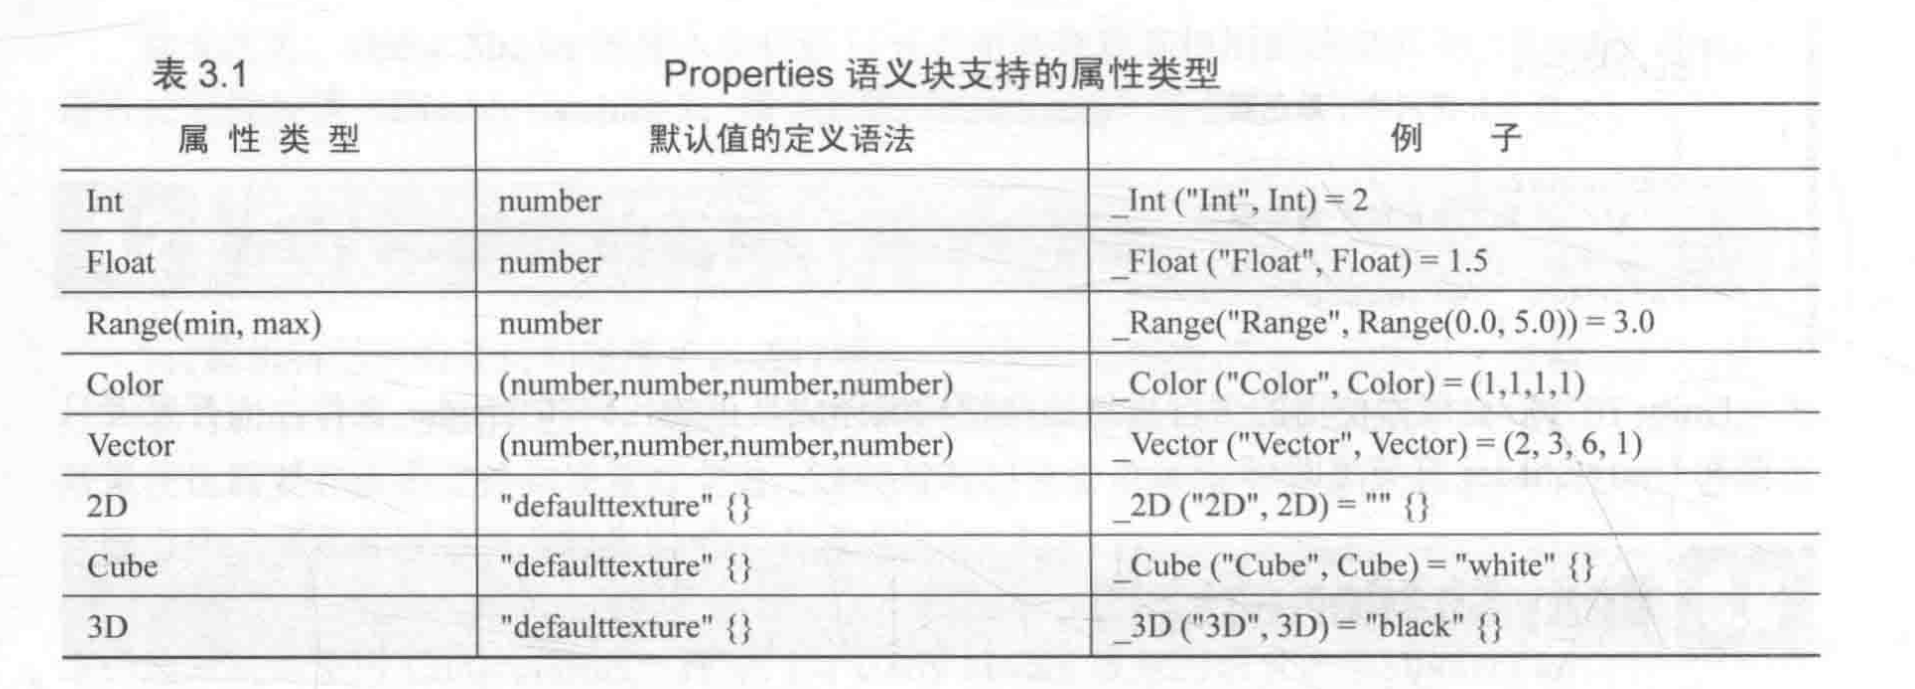 表 3.1 Properties 语义块支持的属性类型
属 性 类 型 默认值的定义语法 例 子
Int number _Int ("Int", Int) = 2
Float number _Float ("Float", Float) = 1.5
Range(min, max) number _Range("Range", Range(0.0, 5.0)) = 3.0
Color (number,number,number,number) _Color ("Color", Color) = (1,1,1,1)
Vector (number,number,number,number) _Vector ("Vector", Vector) = (2, 3, 6, 1)
2D "defaulttexture" {} _2D ("2D", 2D) = "" {}
Cube "defaulttexture" {} _Cube ("Cube", Cube) = "white" {}
3D "defaulttexture" {} _3D ("3D", 3D) = "black" {}